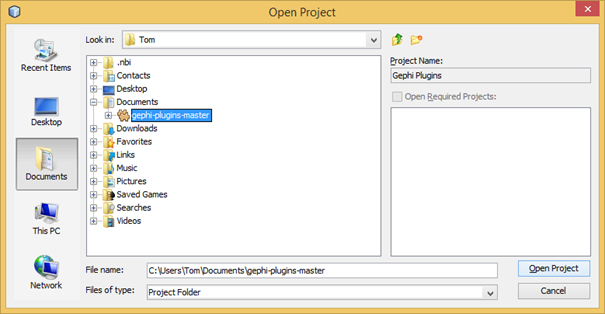 Open Project
Look in:
Tom
Recent Items
Desktop
Documents
This PC
Network
.nbi
Contacts
Desktop
Documents
gephi-plugins-master
Downloads
Favorites
Links
Music
Pictures
Saved Games
Searches
Videos
Project Name:
Gephi Plugins
Open Required Projects:
File name:
C:\Users\Tom\Documents\gephi-plugins-master
Open Project
Files of type:
Project Folder
Cancel